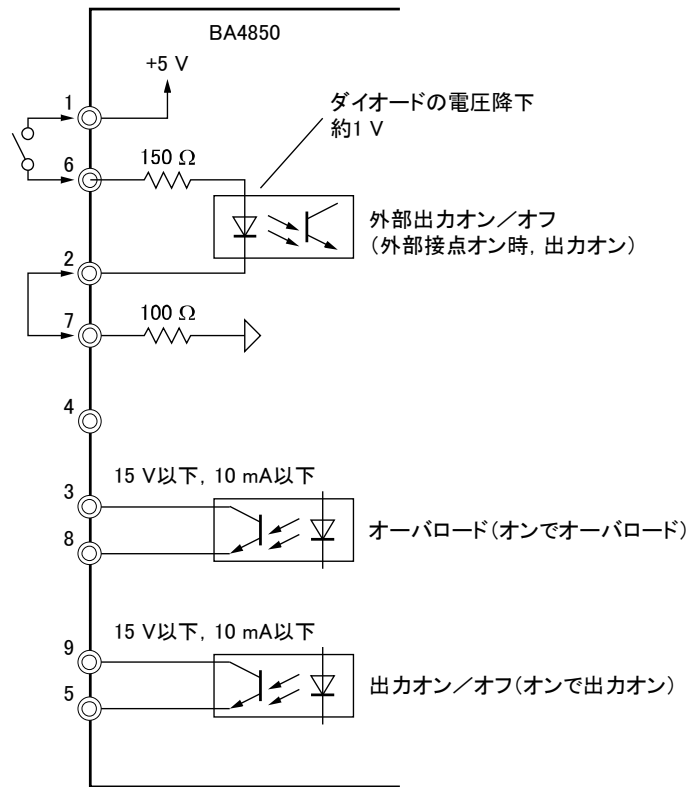 BA4850
+5 V
1
ダイオードの電圧降下
約1 V
6
150 Ω
外部出力オン／オフ
（外部接点オン時，出力オン）
2
7
100 Ω
4
15 V以下，10 mA以下
3
オーバロード（オンでオーバロード）
8
15 V以下，10 mA以下
9
出力オン／オフ（オンで出力オン）
5